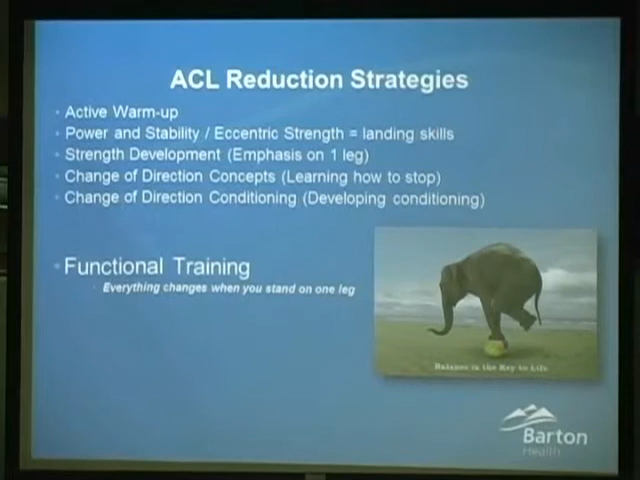 ACL Reduction Strategies
Active Warm-up
Power and Stability / Eccentric Strength = landing skills
Strength Development (Emphasis on 1 leg)
Change of Direction Concepts (Learning how to stop)
Change of Direction Conditioning (Developing conditioning)
Functional Training
Everything changes when you stand on one leg
Balance is the Key to Life
Barton
Health